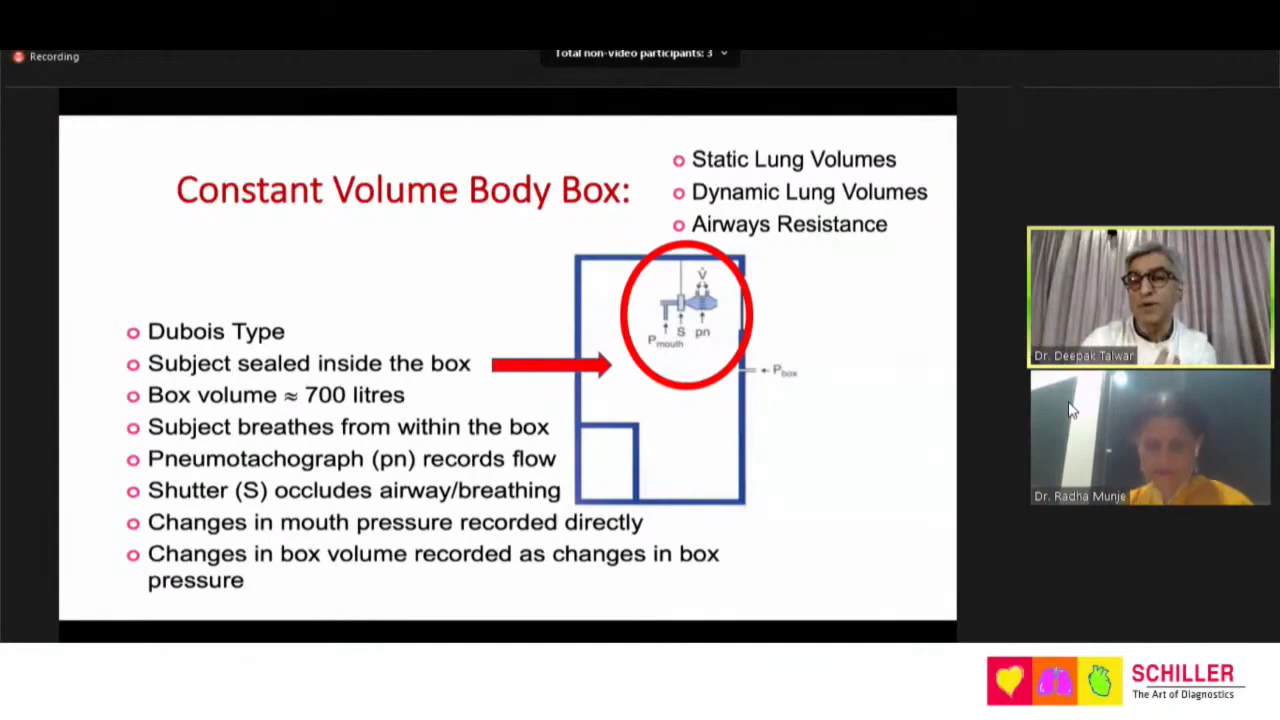 Recording
Total non-video participants: 3
Constant Volume Body Box:
Static Lung Volumes
Dynamic Lung Volumes
Airways Resistance
Dubois Type
Subject sealed inside the box
Box volume ≈ 700 litres
Subject breathes from within the box
Pneumotachograph (pn) records flow
Shutter (S) occludes airway/breathing
Changes in mouth pressure recorded directly
Changes in box volume recorded as changes in box
pressure
V̇
S pn
Pmouth
Pbox
Dr. Deepak Talwar
Dr. Radha Munje
SCHILLER
The Art of Diagnostics